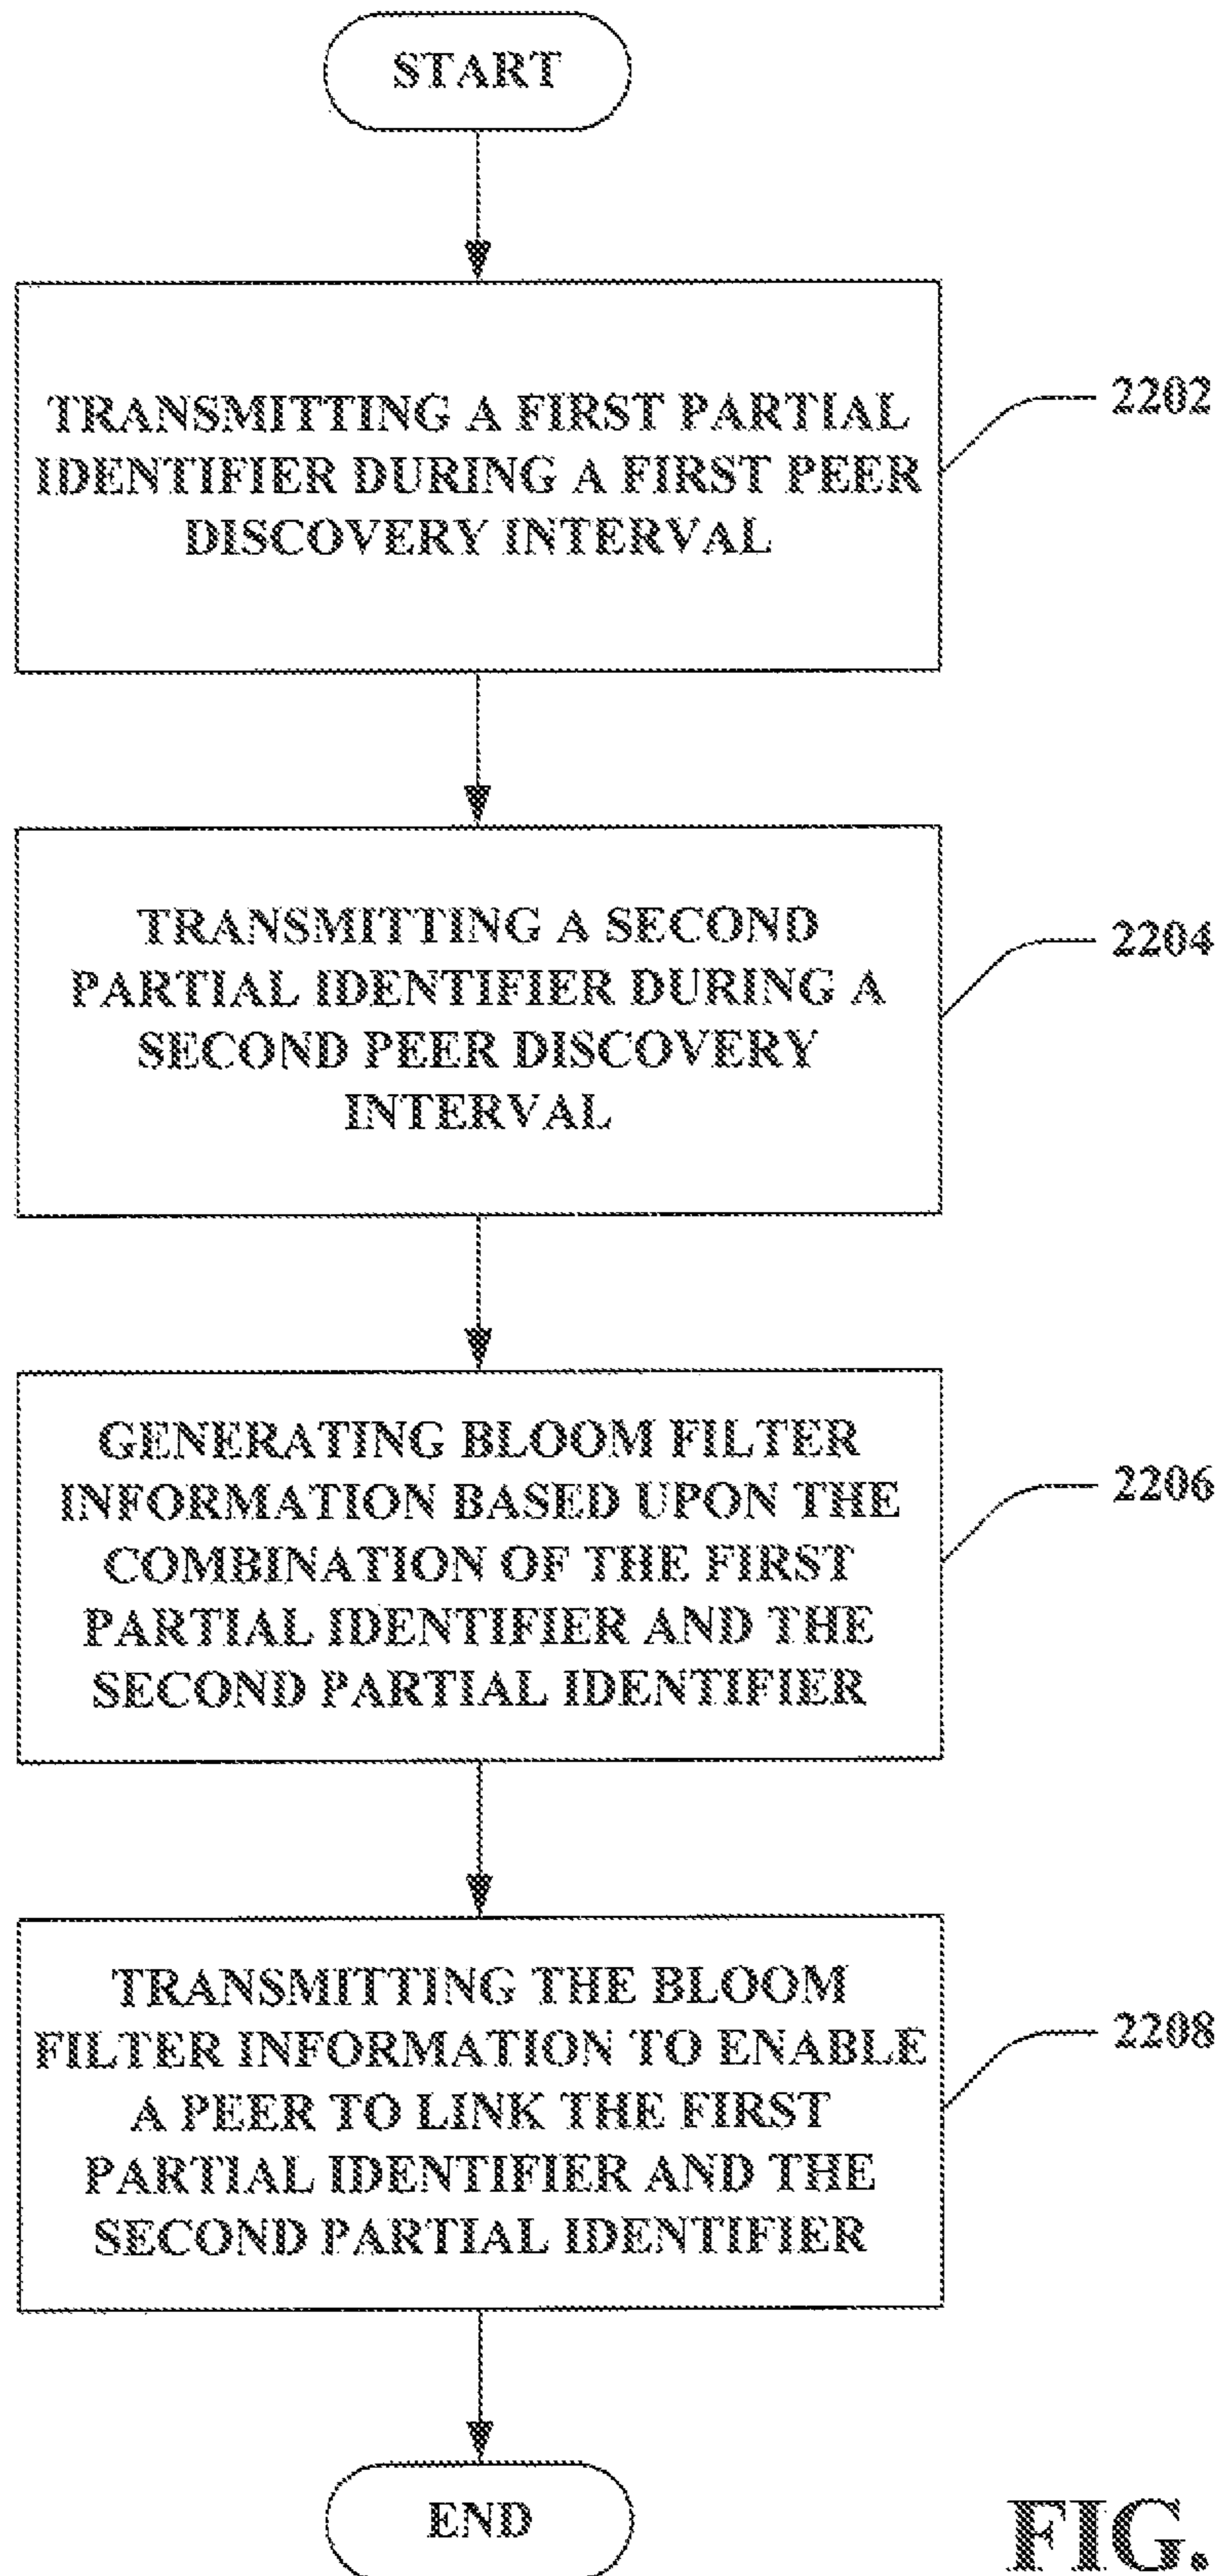 START
TRANSMITTING A FIRST PARTIAL
IDENTIFIER DURING A FIRST PEER
DISCOVERY INTERVAL
2202
TRANSMITTING A SECOND
PARTIAL IDENTIFIER DURING A
SECOND PEER DISCOVERY
INTERVAL
2204
GENERATING BLOOM FILTER
INFORMATION BASED UPON THE
COMBINATION OF THE FIRST
PARTIAL IDENTIFIER AND THE
SECOND PARTIAL IDENTIFIER
2206
TRANSMITTING THE BLOOM
FILTER INFORMATION TO ENABLE
A PEER TO LINK THE FIRST
PARTIAL IDENTIFIER AND THE
SECOND PARTIAL IDENTIFIER
2208
END
FIG.